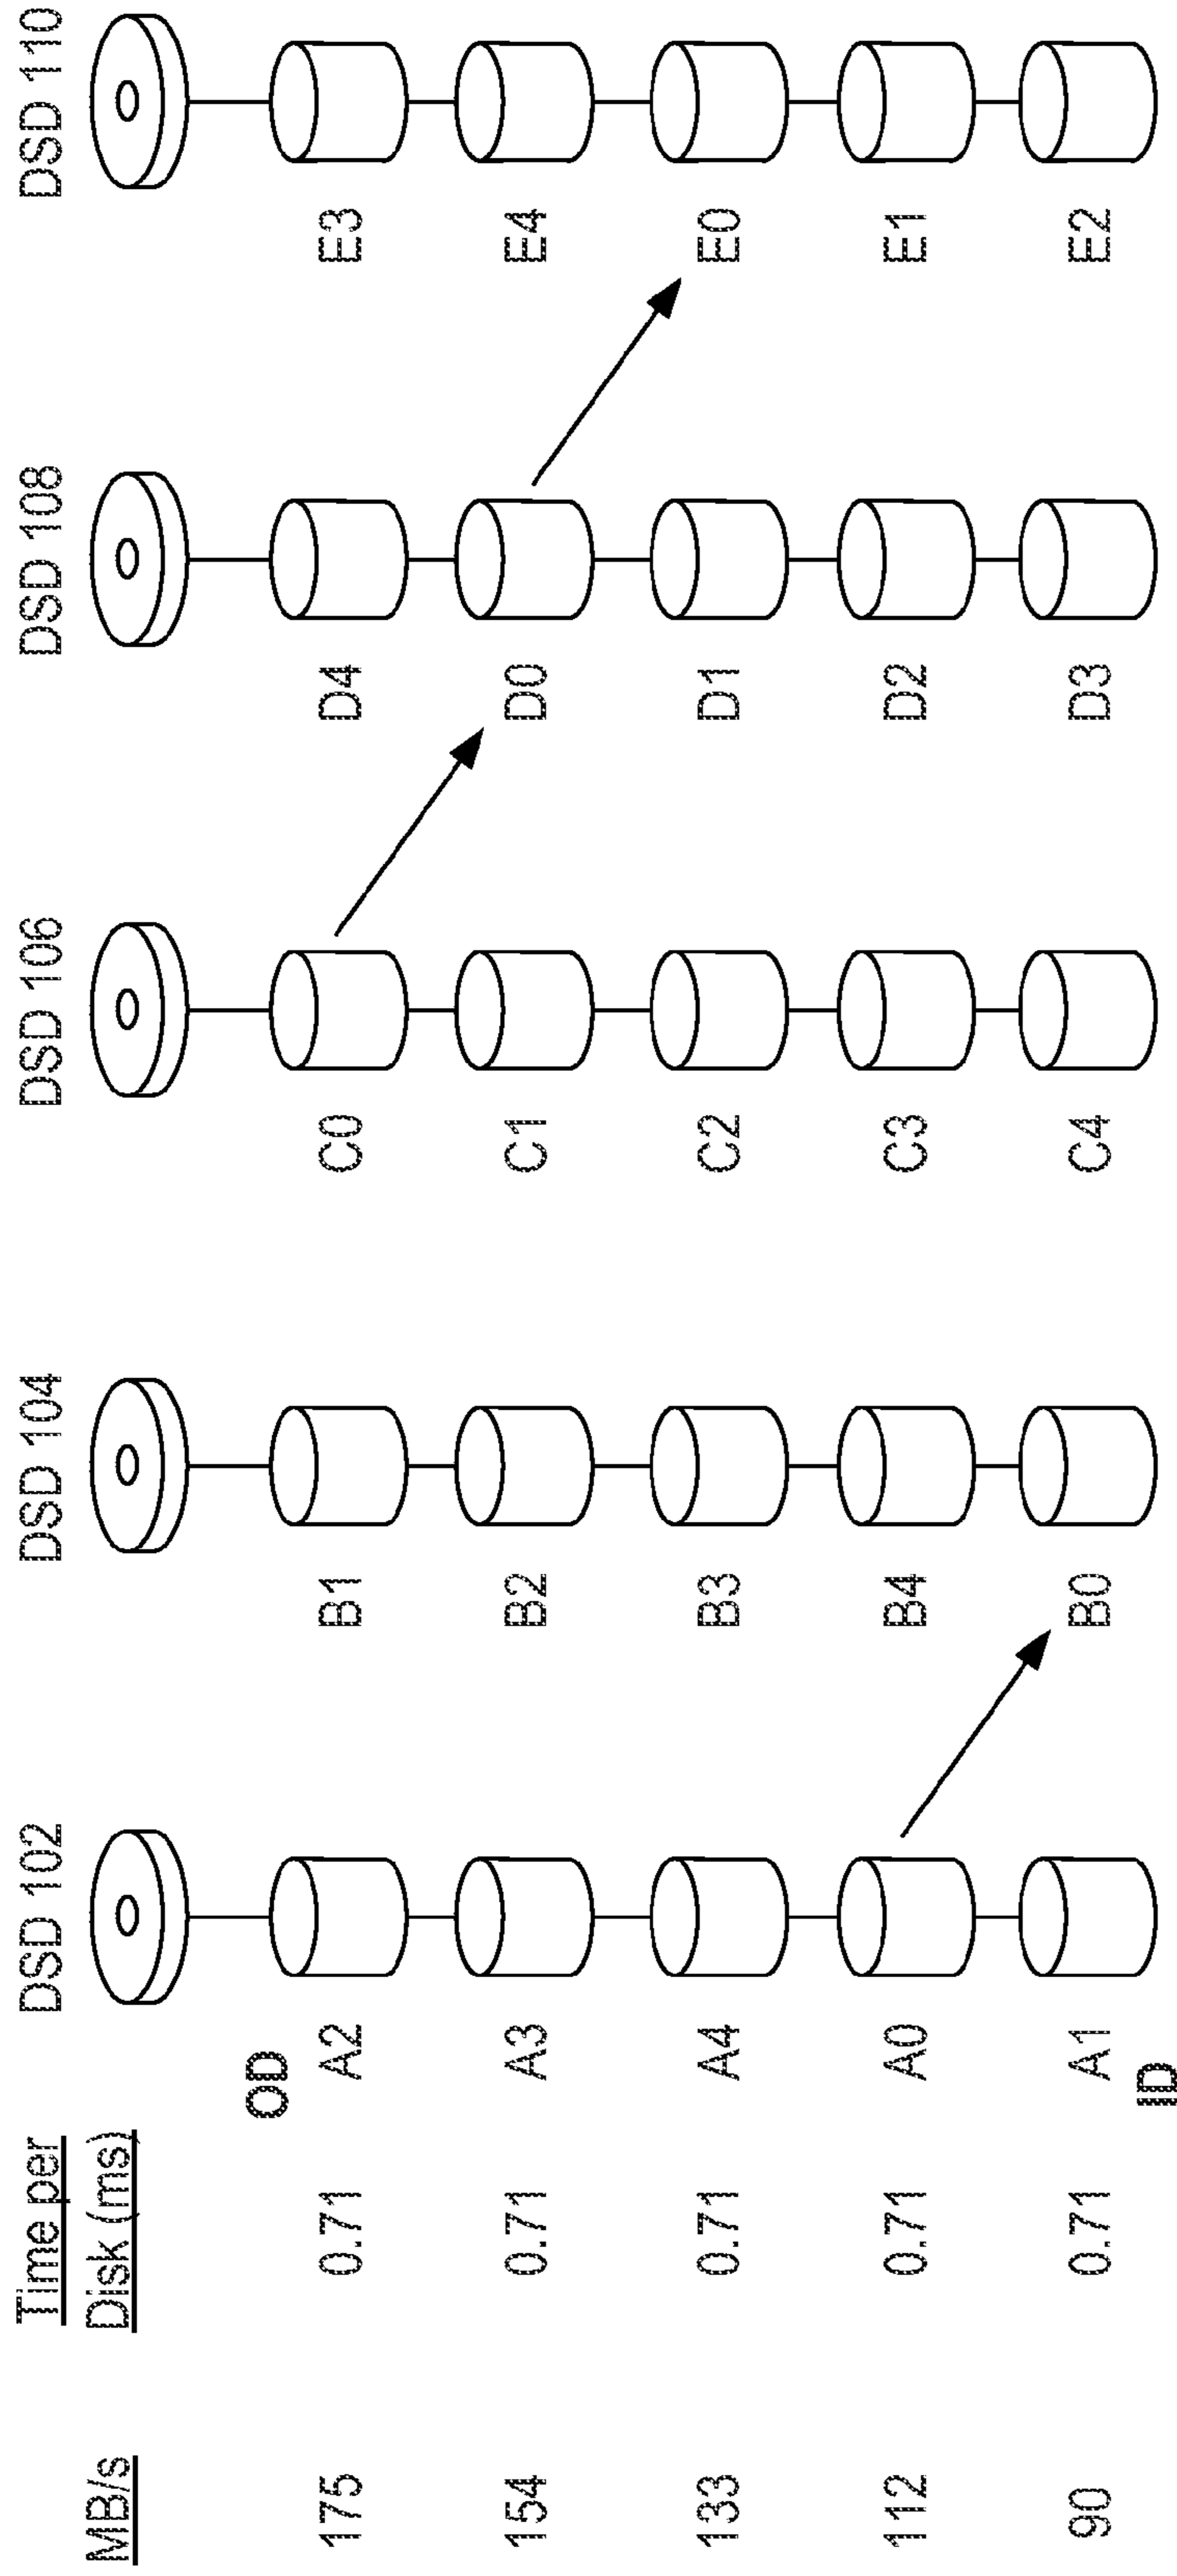 DSD 102 DSD 104 DSD 106 DSD 108 DSD 110
Time per
MB/s Disk (ms)
OD
175 0.71 A2 B1 C0 D4 E3
154 0.71 A3 B2 C1 D0 E4
133 0.71 A4 B3 C2 D1 E0
112 0.71 A0 B4 C3 D2 E1
90 0.71 A1 B0 C4 D3 E2
ID